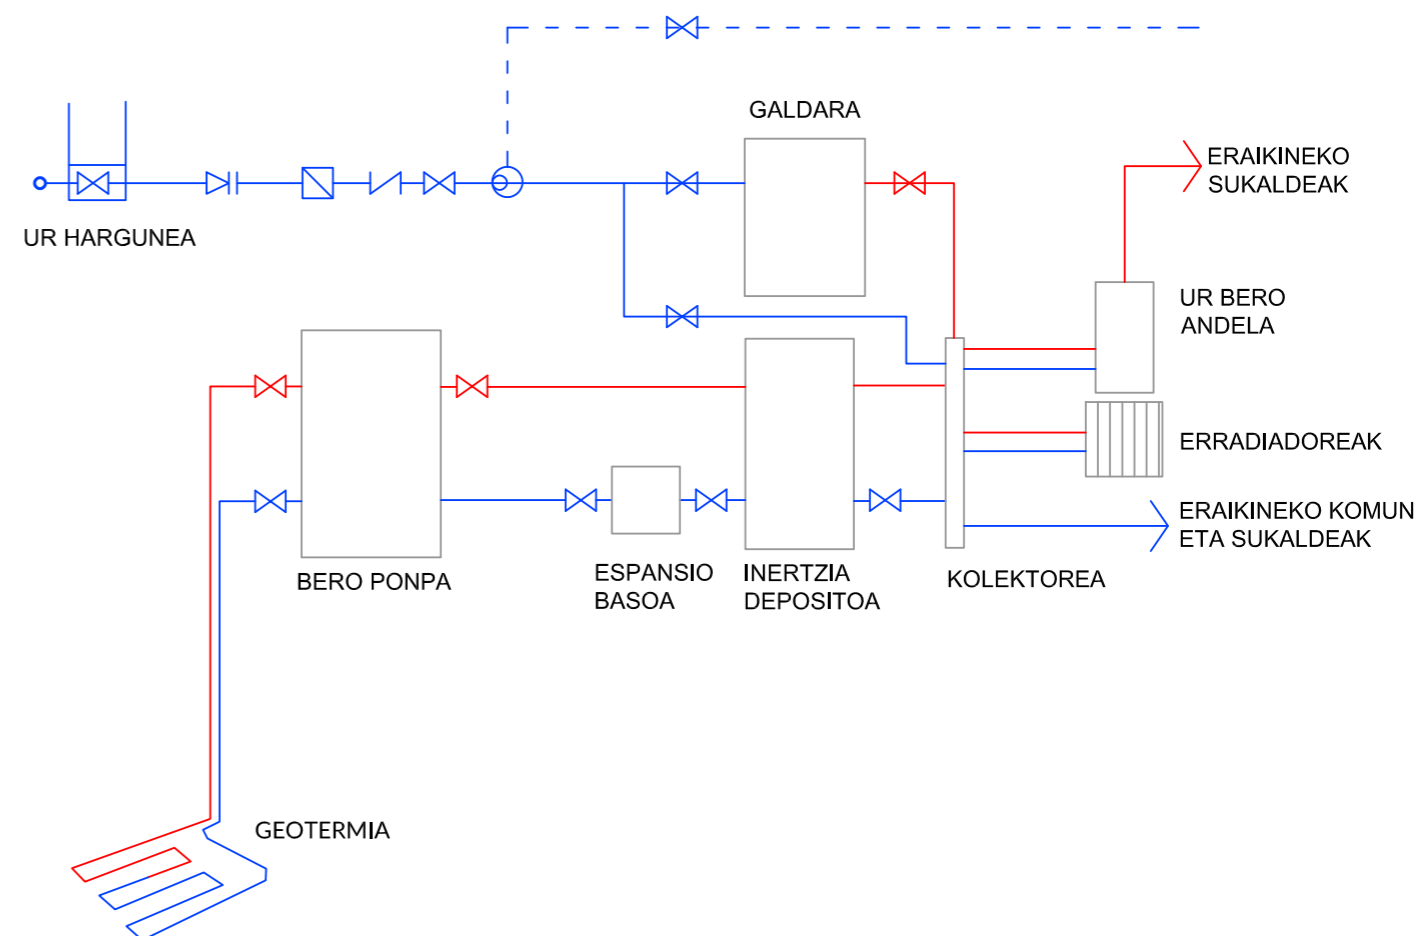 GALDARA
ERAIKINEKO
SUKALDEAK
UR HARGUNEA
UR BERO
ANDELA
ERRADIADOREAK
ERAIKINEKO KOMUN
ETA SUKALDEAK
BERO PONPA
ESPANSIO
BASOA
INERTZIA
DEPOSITOA
KOLEKTOREA
GEOTERMIA